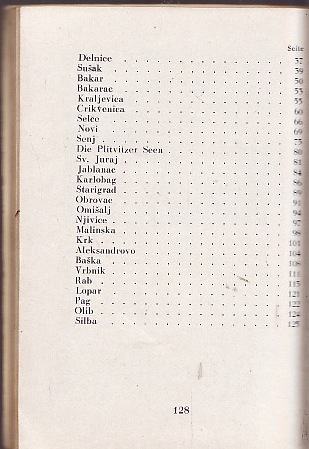 Seite
Delnice . . . . . . . . . . . . . 37
Sušak . . . . . . . . . . . . . 39
Bakar . . . . . . . . . . . . . 50
Bakarac . . . . . . . . . . . . . 53
Kraljevica . . . . . . . . . . . . 55
Crikvenica . . . . . . . . . . . . 60
Selce . . . . . . . . . . . . . 66
Novi . . . . . . . . . . . . . 69
Senj . . . . . . . . . . . . . 75
Die Plitvitzer Seen . . . . . . . . . 80
Sv. Juraj . . . . . . . . . . . . 81
Jablanac . . . . . . . . . . . . 84
Karlobag . . . . . . . . . . . . 86
Starigrad . . . . . . . . . . . . 89
Obrovac . . . . . . . . . . . . 91
Omišalj . . . . . . . . . . . . 94
Njivice . . . . . . . . . . . . . 97
Malinska . . . . . . . . . . . . 98
Krk . . . . . . . . . . . . . 101
Aleksandrovo . . . . . . . . . . . 104
Baška . . . . . . . . . . . . . 108
Vrbnik . . . . . . . . . . . . . 111
Rab . . . . . . . . . . . . . 115
Lopar . . . . . . . . . . . . . 121
Pag . . . . . . . . . . . . . 122
Olib . . . . . . . . . . . . . 124
Silba . . . . . . . . . . . . . 125
128